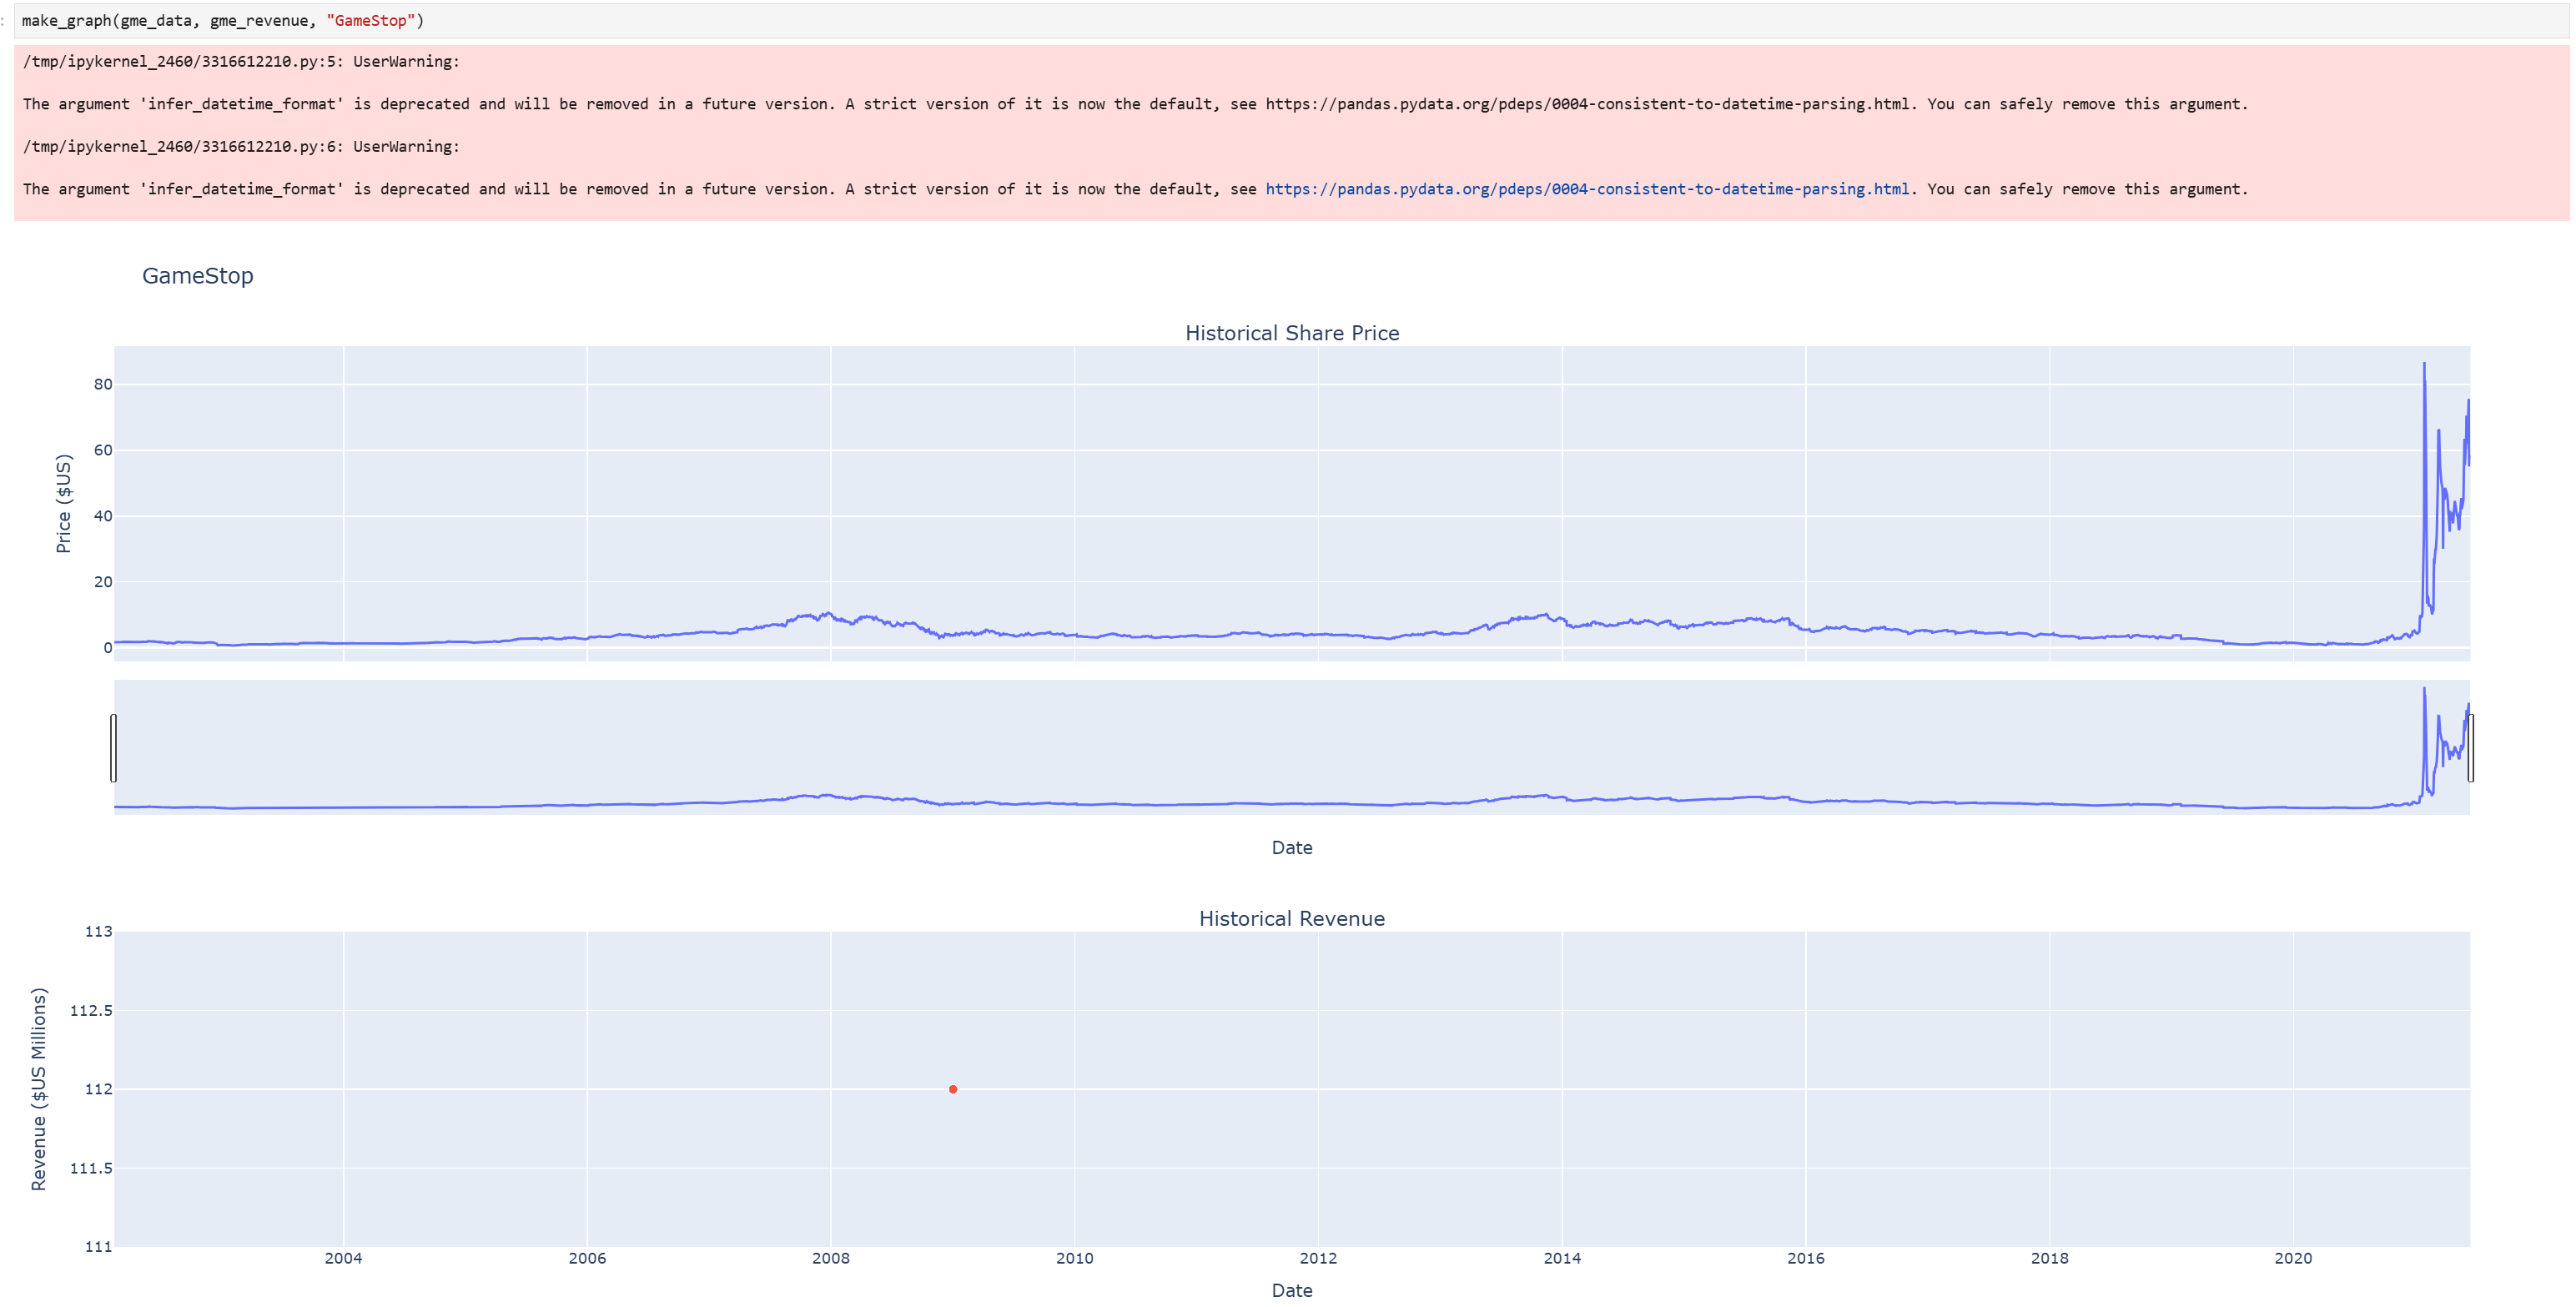 make_graph(gme_data, gme_revenue, "GameStop")
/tmp/ipykernel_2460/3316612210.py:5: UserWarning:
The argument 'infer_datetime_format' is deprecated and will be removed in a future version. A strict version of it is now the default, see https://pandas.pydata.org/pdeps/0004-consistent-to-datetime-parsing.html. You can safely remove this argument.
/tmp/ipykernel_2460/3316612210.py:6: UserWarning:
The argument 'infer_datetime_format' is deprecated and will be removed in a future version. A strict version of it is now the default, see https://pandas.pydata.org/pdeps/0004-consistent-to-datetime-parsing.html. You can safely remove this argument.
GameStop
Historical Share Price
Price ($US)
80
60
40
20
0
Date
Historical Revenue
Revenue ($US Millions)
113
112.5
112
111.5
111
2004 2006 2008 2010 2012 2014 2016 2018 2020
Date